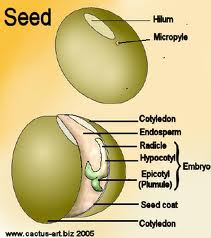 Seed
Hilum
Micropyle
Cotyledon
Endosperm
Radicle
Hypocotyl
Embryo
Epicotyl
(Plumule)
Seed coat
Cotyledon
www.cactus-art.biz 2005